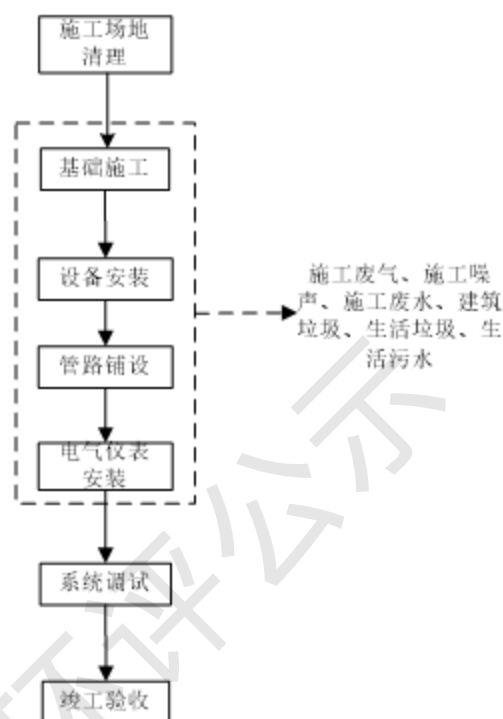 施工场地
清理
基础施工
设备安装
施工废气、施工噪
声、施工废水、建筑
垃圾、生活垃圾、生
活污水
管路铺设
电气仪表
安装
系统调试
竣工验收
环评公示